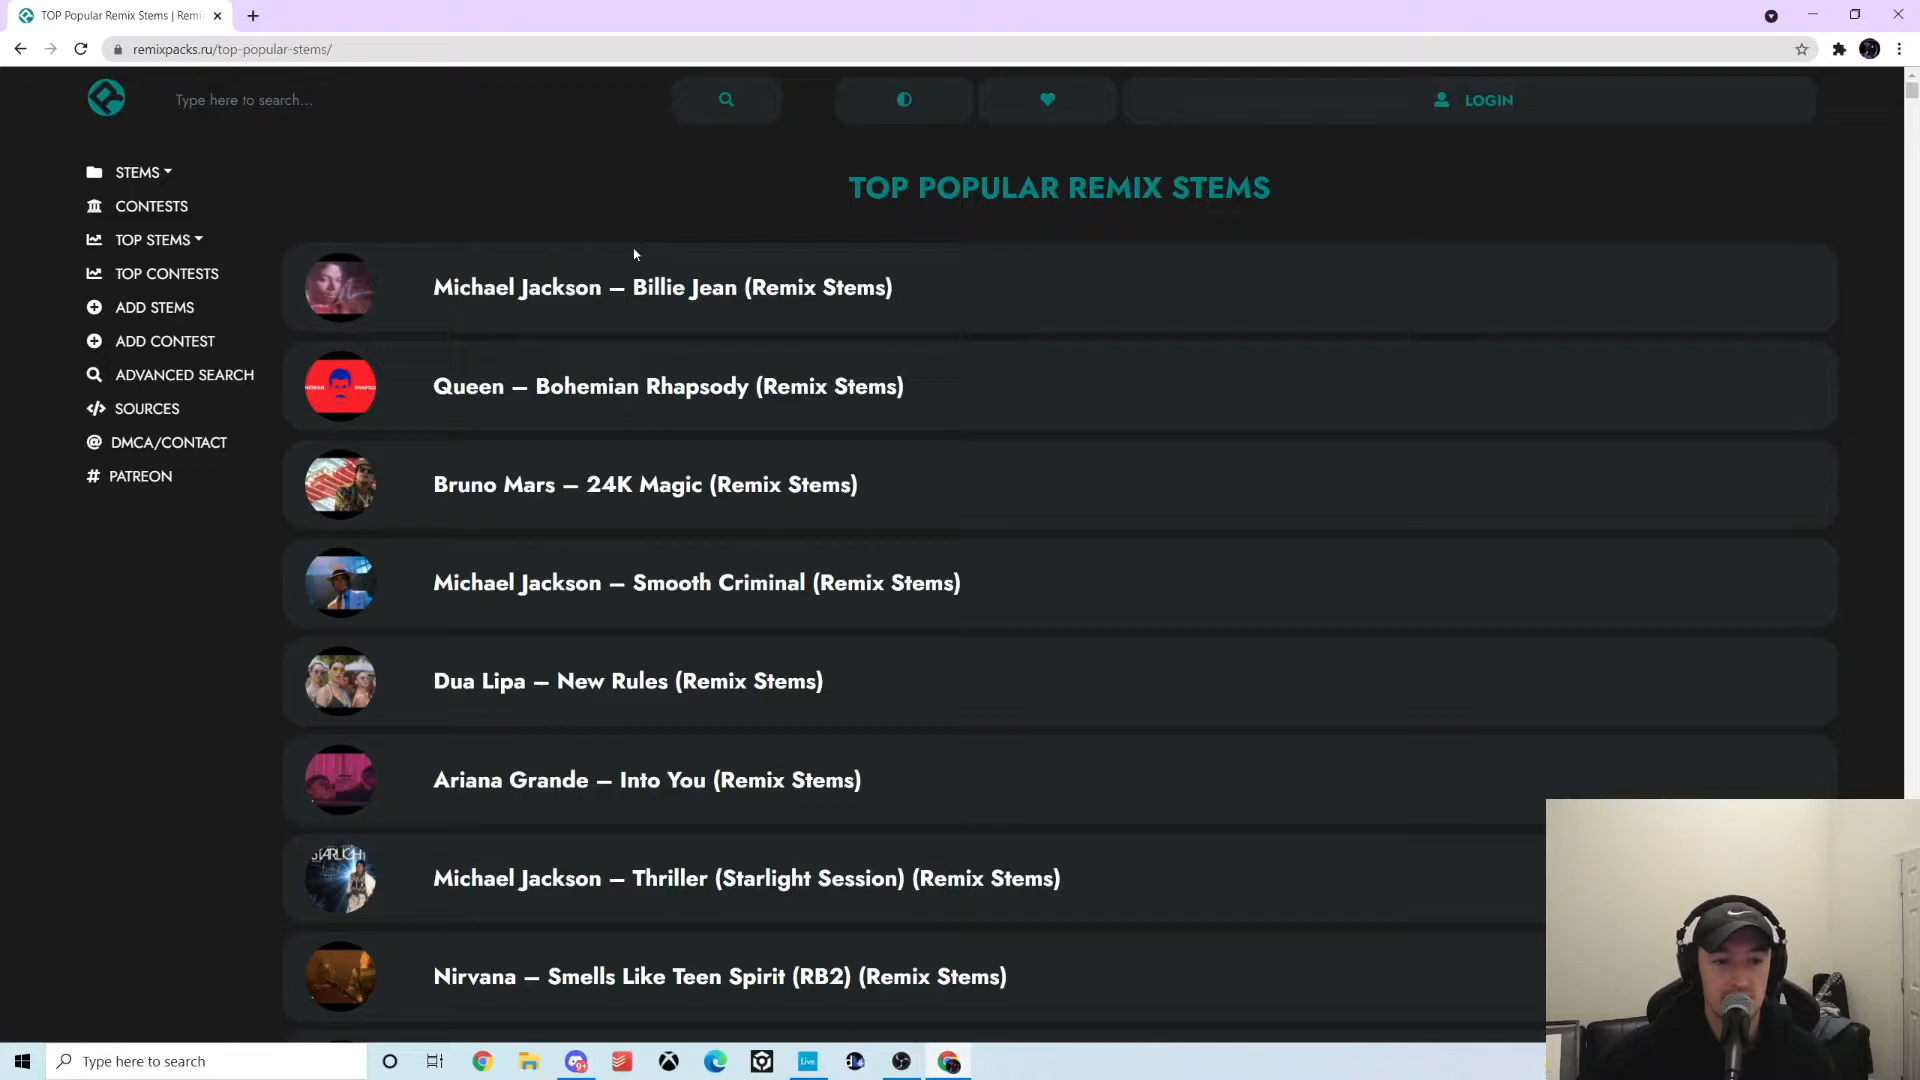 TOP Popular Remix Stems | Remi
remixpacks.ru/top-popular-stems/
Type here to search...
LOGIN
STEMS
CONTESTS
TOP STEMS
TOP CONTESTS
ADD STEMS
ADD CONTEST
ADVANCED SEARCH
SOURCES
DMCA/CONTACT
PATREON
TOP POPULAR REMIX STEMS
Michael Jackson – Billie Jean (Remix Stems)
Queen – Bohemian Rhapsody (Remix Stems)
Bruno Mars – 24K Magic (Remix Stems)
Michael Jackson – Smooth Criminal (Remix Stems)
Dua Lipa – New Rules (Remix Stems)
Ariana Grande – Into You (Remix Stems)
STARLIGHT
Michael Jackson – Thriller (Starlight Session) (Remix Stems)
Nirvana – Smells Like Teen Spirit (RB2) (Remix Stems)
Type here to search
9+
Live